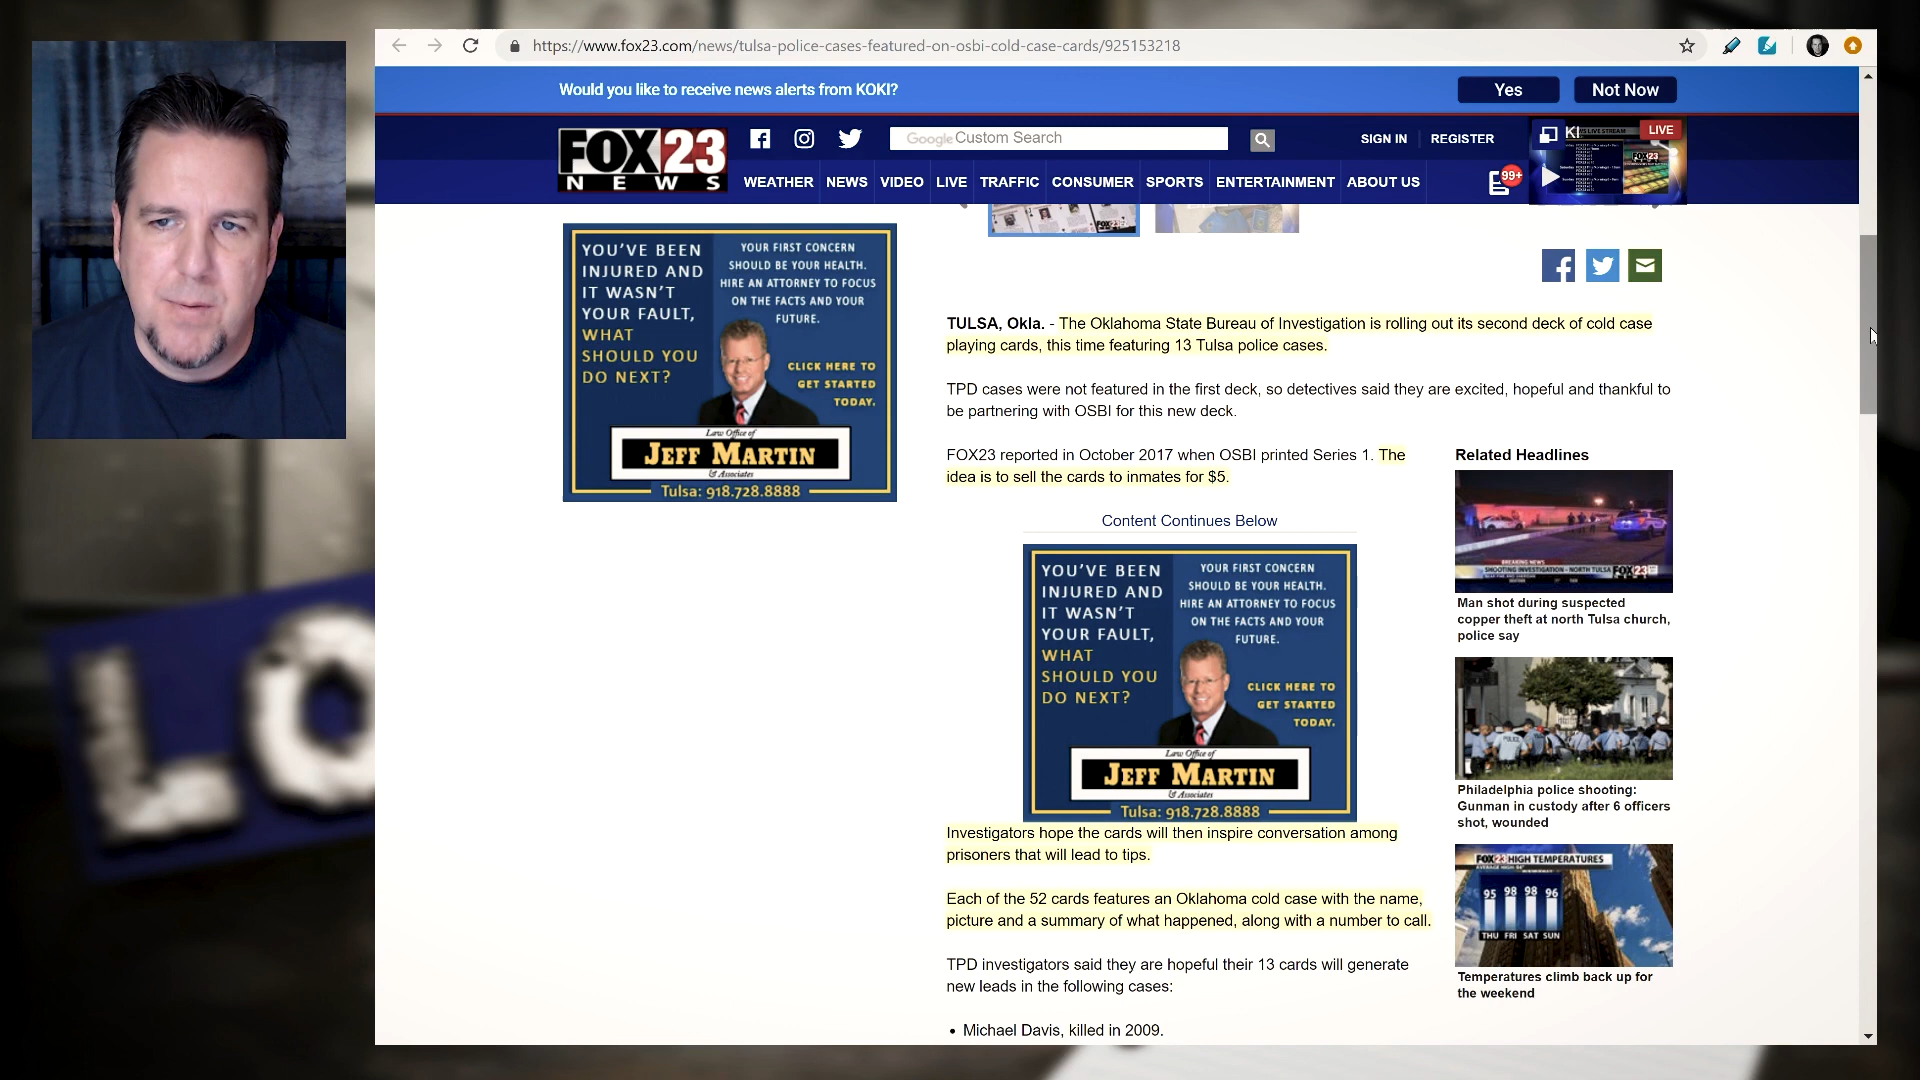 https://www.fox23.com/news/tulsa-police-cases-featured-on-osbi-cold-case-cards/925153218
Would you like to receive news alerts from KOKI?
Yes
Not Now
FOX23
NEWS
Google Custom Search
SIGN IN
REGISTER
KI
LIVE
WEATHER
NEWS
VIDEO
LIVE
TRAFFIC
CONSUMER
SPORTS
ENTERTAINMENT
ABOUT US
99+
YOU'VE BEEN
INJURED AND
IT WASN'T
YOUR FAULT,
WHAT
SHOULD YOU
DO NEXT?
YOUR FIRST CONCERN
SHOULD BE YOUR HEALTH.
HIRE AN ATTORNEY TO FOCUS
ON THE FACTS AND YOUR
FUTURE.
CLICK HERE TO
GET STARTED
TODAY.
Law Office of
JEFF MARTIN
& Associates
Tulsa: 918.728.8888
TULSA, Okla. - The Oklahoma State Bureau of Investigation is rolling out its second deck of cold case
playing cards, this time featuring 13 Tulsa police cases.
TPD cases were not featured in the first deck, so detectives said they are excited, hopeful and thankful to
be partnering with OSBI for this new deck.
FOX23 reported in October 2017 when OSBI printed Series 1. The
idea is to sell the cards to inmates for $5.
Content Continues Below
YOU'VE BEEN
INJURED AND
IT WASN'T
YOUR FAULT,
WHAT
SHOULD YOU
DO NEXT?
YOUR FIRST CONCERN
SHOULD BE YOUR HEALTH.
HIRE AN ATTORNEY TO FOCUS
ON THE FACTS AND YOUR
FUTURE.
CLICK HERE TO
GET STARTED
TODAY.
Law Office of
JEFF MARTIN
& Associates
Tulsa: 918.728.8888
Investigators hope the cards will then inspire conversation among
prisoners that will lead to tips.
Each of the 52 cards features an Oklahoma cold case with the name,
picture and a summary of what happened, along with a number to call.
TPD investigators said they are hopeful their 13 cards will generate
new leads in the following cases:
• Michael Davis, killed in 2009.
Related Headlines
BREAKING NEWS
SHOOTING INVESTIGATION - NORTH TULSA
FOX23
Man shot during suspected
copper theft at north Tulsa church,
police say
Philadelphia police shooting:
Gunman in custody after 6 officers
shot, wounded
FOX23 HIGH TEMPERATURES
95 98 98 96
THU FRI SAT SUN
Temperatures climb back up for
the weekend
LO